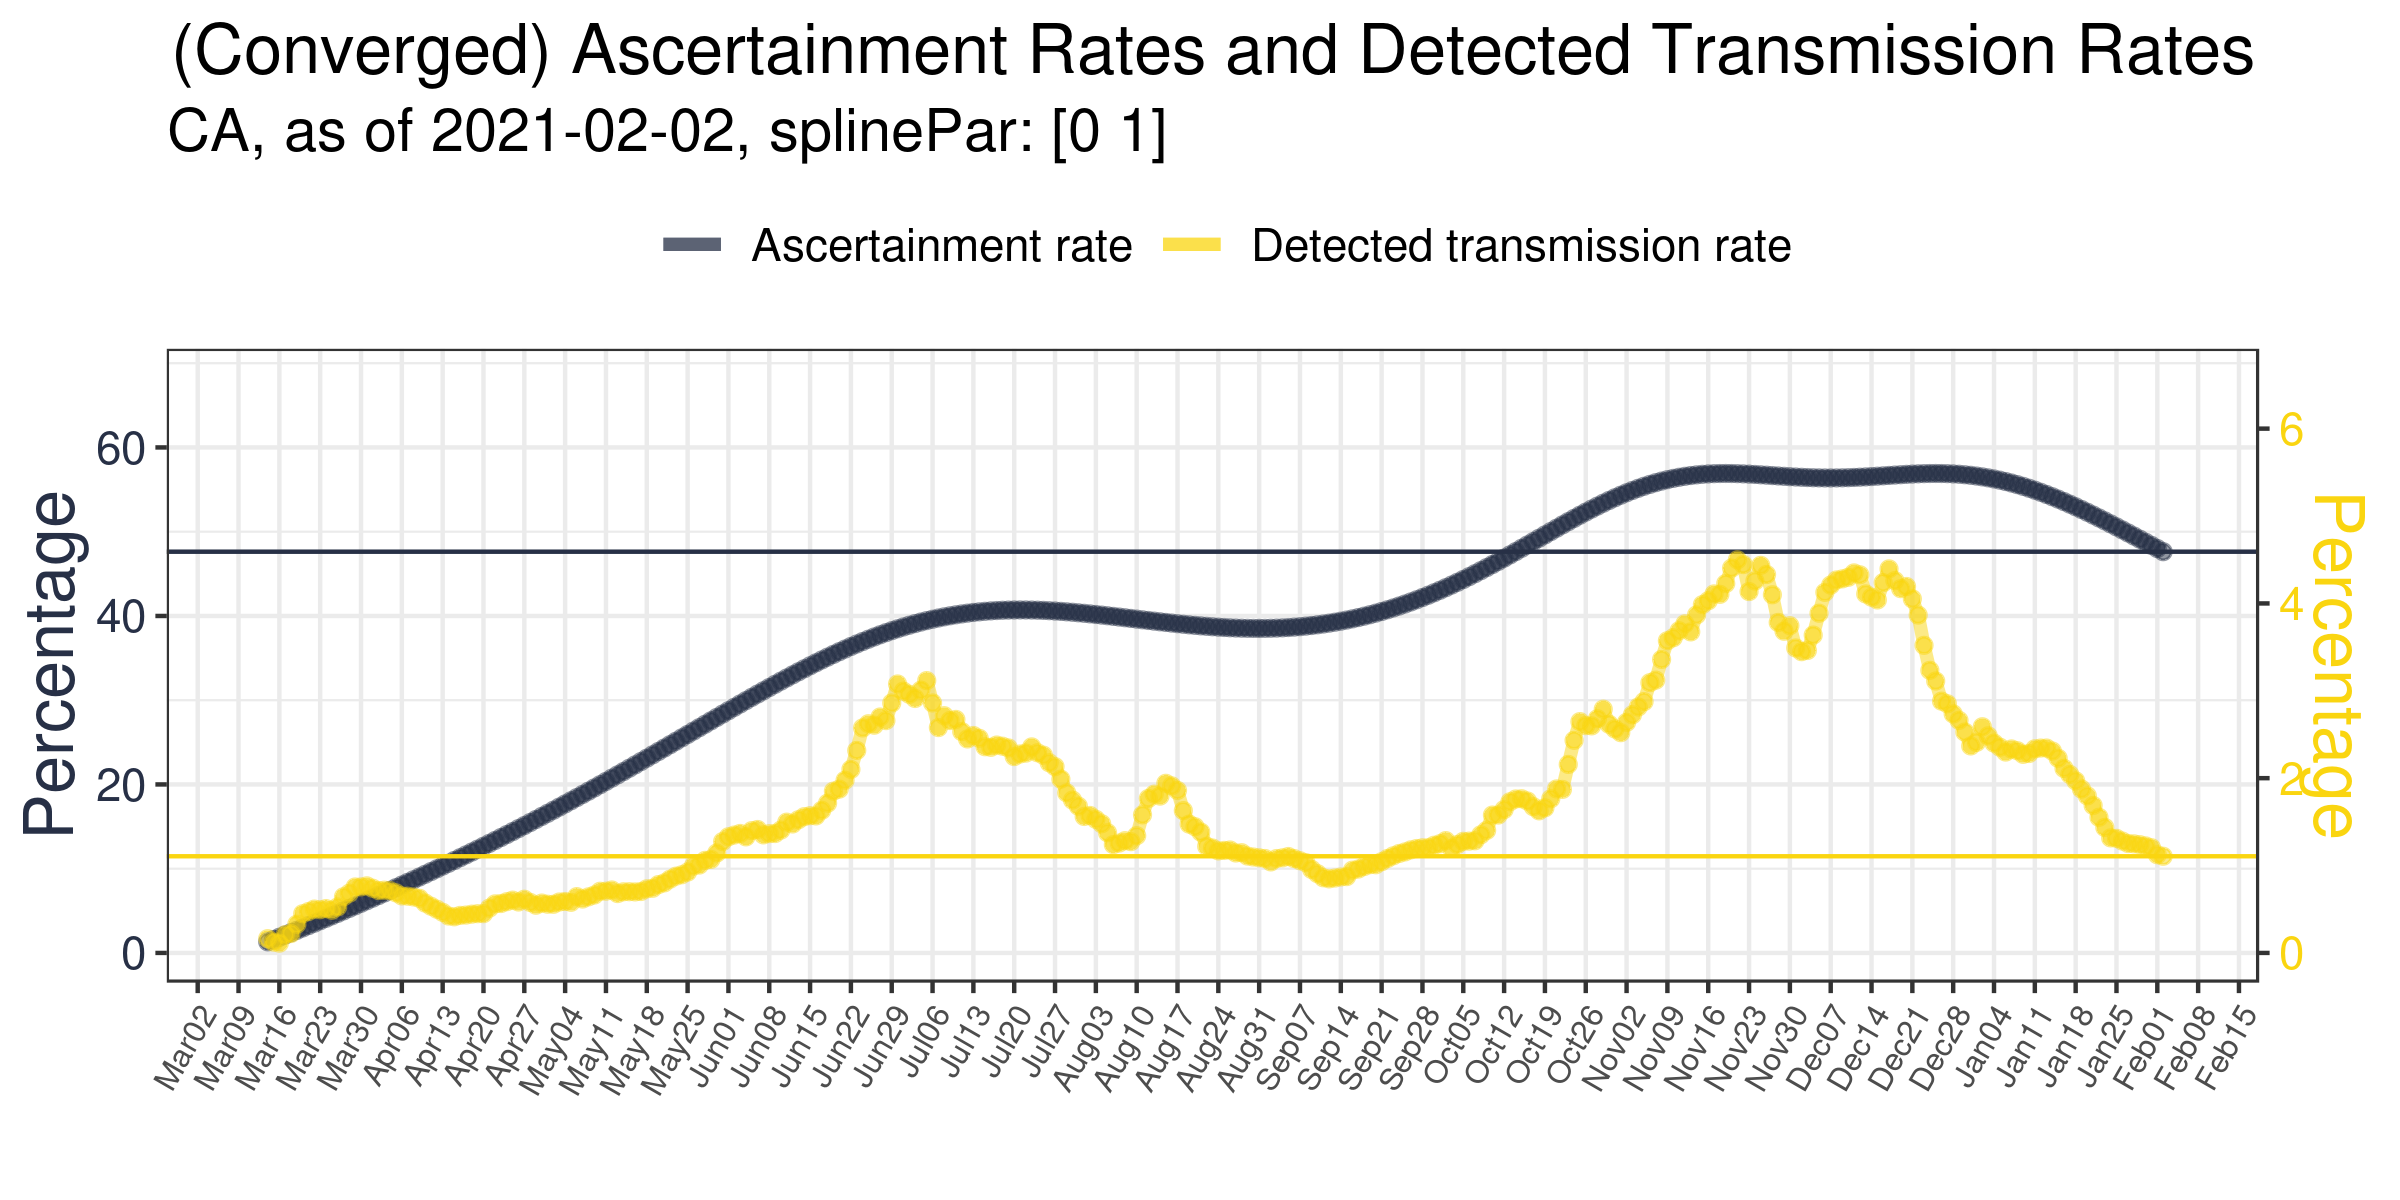 (Converged) Ascertainment Rates and Detected Transmission Rates
CA, as of 2021-02-02, splinePar: [0 1]
Ascertainment rate Detected transmission rate
Percentage
60
40
20
0
6
4
2
0
Percentage
Mar02 Mar09 Mar16 Mar23 Mar30 Apr06 Apr13 Apr20 Apr27 May04 May11 May18 May25 Jun01 Jun08 Jun15 Jun22 Jun29 Jul06 Jul13 Jul20 Jul27 Aug03 Aug10 Aug17 Aug24 Aug31 Sep07 Sep14 Sep21 Sep28 Oct05 Oct12 Oct19 Oct26 Nov02 Nov09 Nov16 Nov23 Nov30 Dec07 Dec14 Dec21 Dec28 Jan04 Jan11 Jan18 Jan25 Feb01 Feb08 Feb15